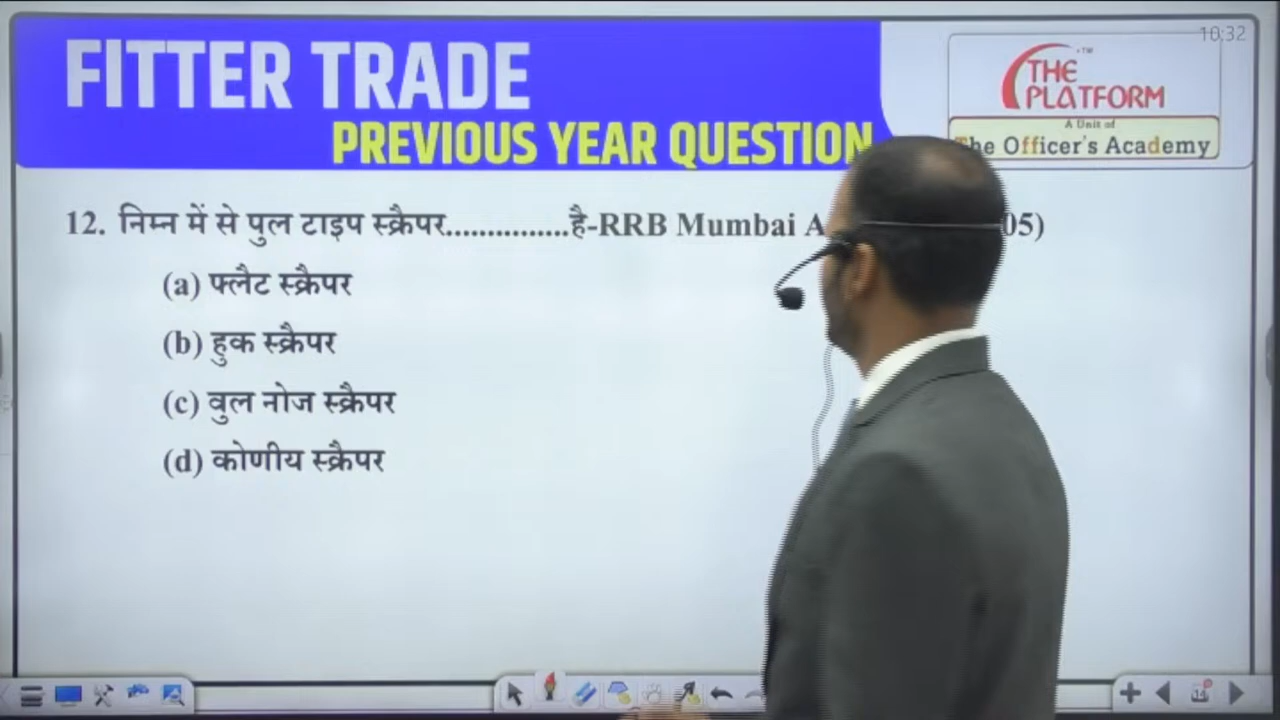 10:32
FITTER TRADE
PREVIOUS YEAR QUESTION
THE
PLATFORM
TM
A Unit of
The Officer's Academy
12. निम्न में से पुल टाइप स्क्रैपर...............है-RRB Mumbai 05)
(a) फ्लैट स्क्रैपर
(b) हुक स्क्रैपर
(c) वुल नोज स्क्रैपर
(d) कोणीय स्क्रैपर